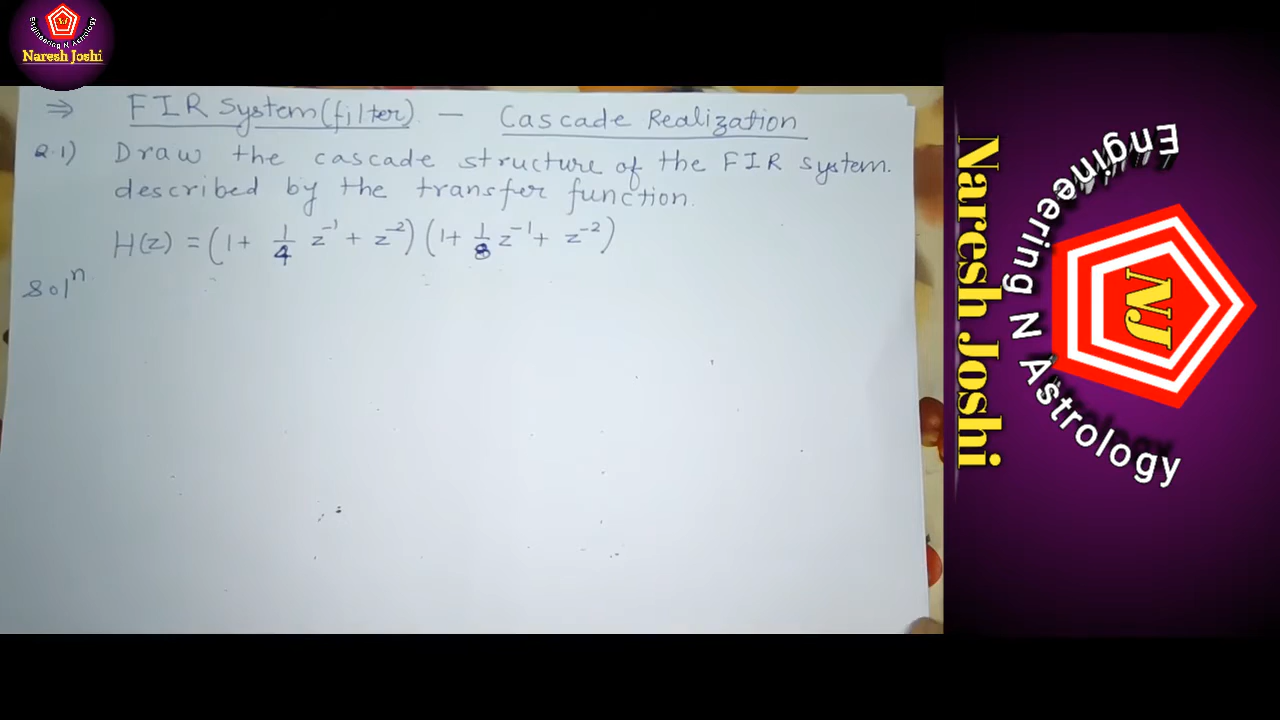 Engineering N Astrology
NJ
Naresh Joshi
⇒ FIR System(filter) — Cascade Realization
Q.1) Draw the cascade structure of the FIR system.
described by the transfer function.
H(z) = (1+ 1/4 z⁻¹ + z⁻²) (1+ 1/8 z⁻¹+ z⁻²)
Solⁿ
Engineering N Astrology
NJ
Naresh Joshi